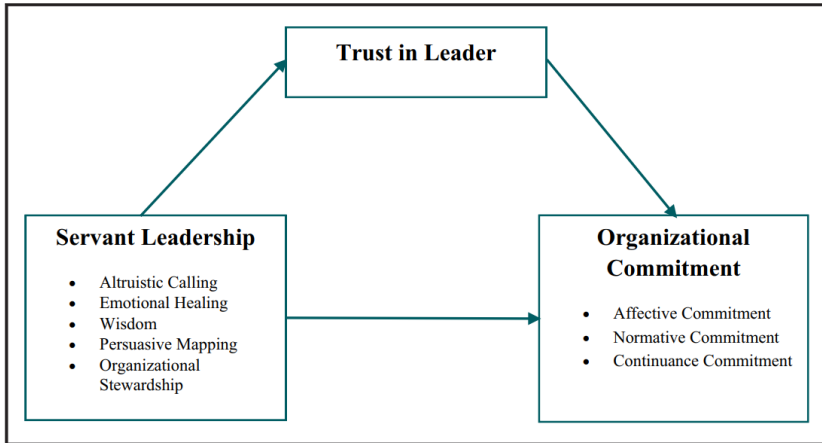 Trust in Leader
Servant Leadership
• Altruistic Calling
• Emotional Healing
• Wisdom
• Persuasive Mapping
• Organizational
Stewardship
Organizational
Commitment
• Affective Commitment
• Normative Commitment
• Continuance Commitment